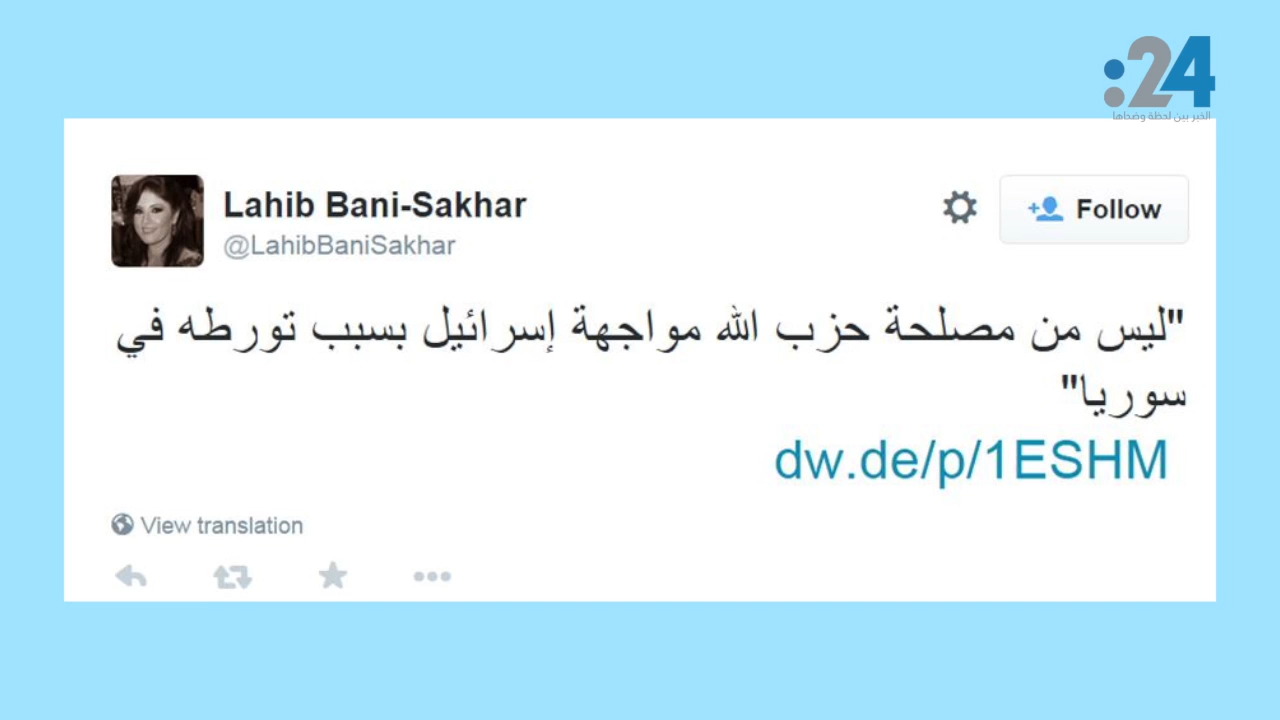 :24
الخبر بين لحظة وضحاها
Lahib Bani-Sakhar
@LahibBaniSakhar
Follow
"ليس من مصلحة حزب الله مواجهة إسرائيل بسبب تورطه في
سوريا"
dw.de/p/1ESHM
View translation